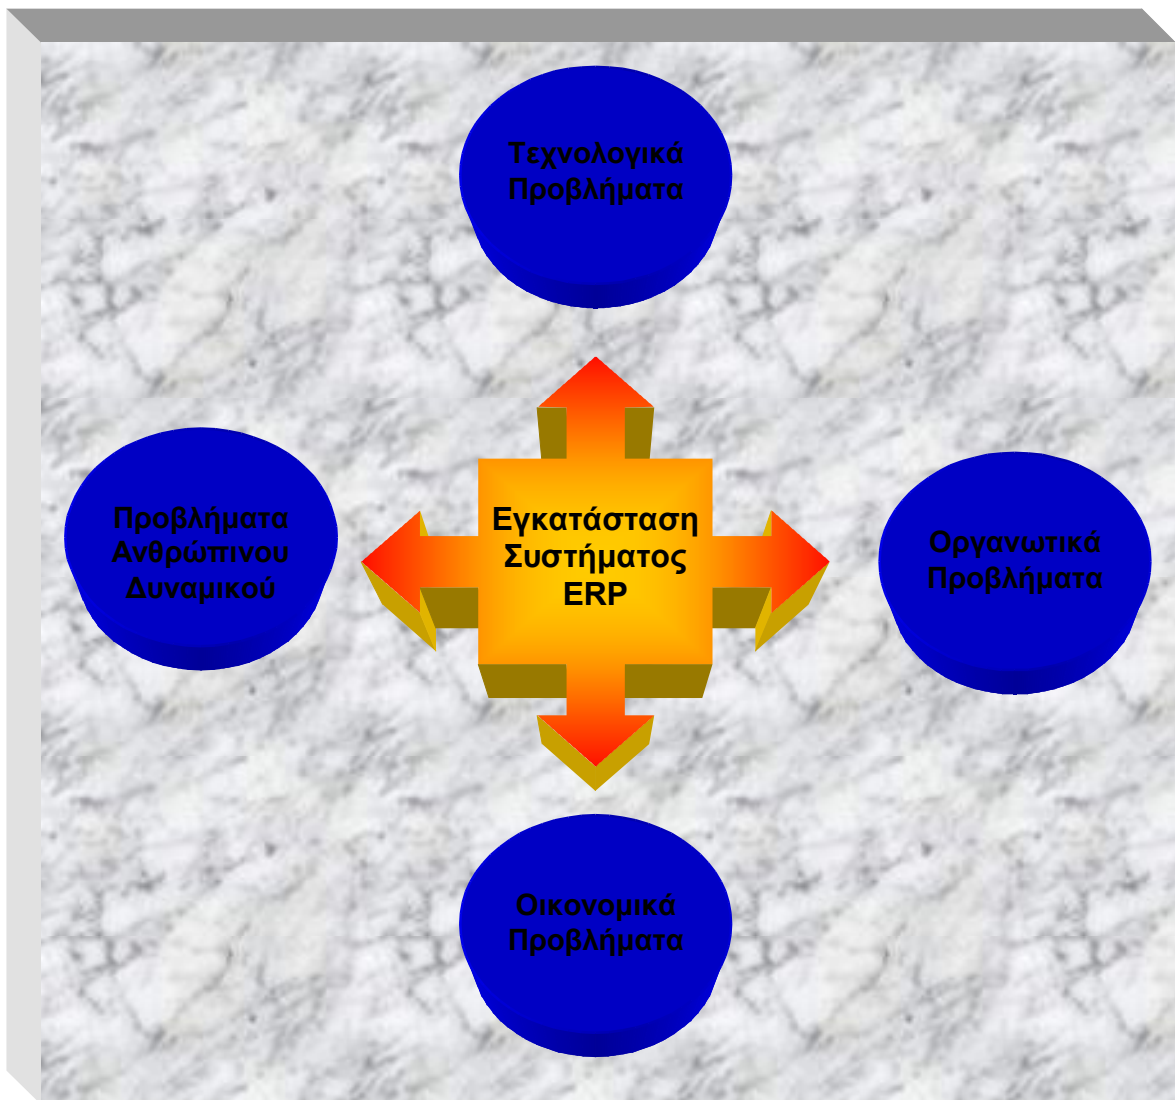 Τεχνολογικά
Προβλήματα
Προβλήματα
Ανθρώπινου
Δυναμικού
Εγκατάσταση
Συστήματος
ERP
Οργανωτικά
Προβλήματα
Οικονομικά
Προβλήματα